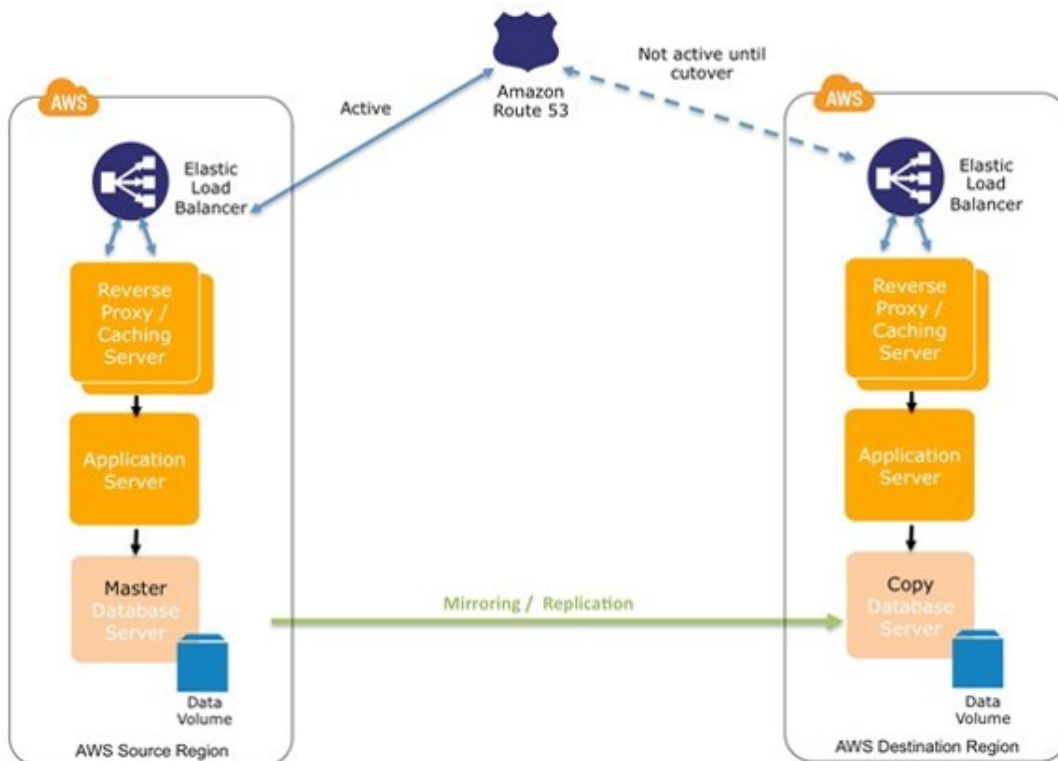 Amazon
Route 53
Not active until
cutover
Active
AWS
Elastic
Load
Balancer
Reverse
Proxy /
Caching
Server
Application
Server
Master
Database
Server
Data
Volume
AWS Source Region
Mirroring / Replication
AWS
Elastic
Load
Balancer
Reverse
Proxy /
Caching
Server
Application
Server
Copy
Database
Server
Data
Volume
AWS Destination Region